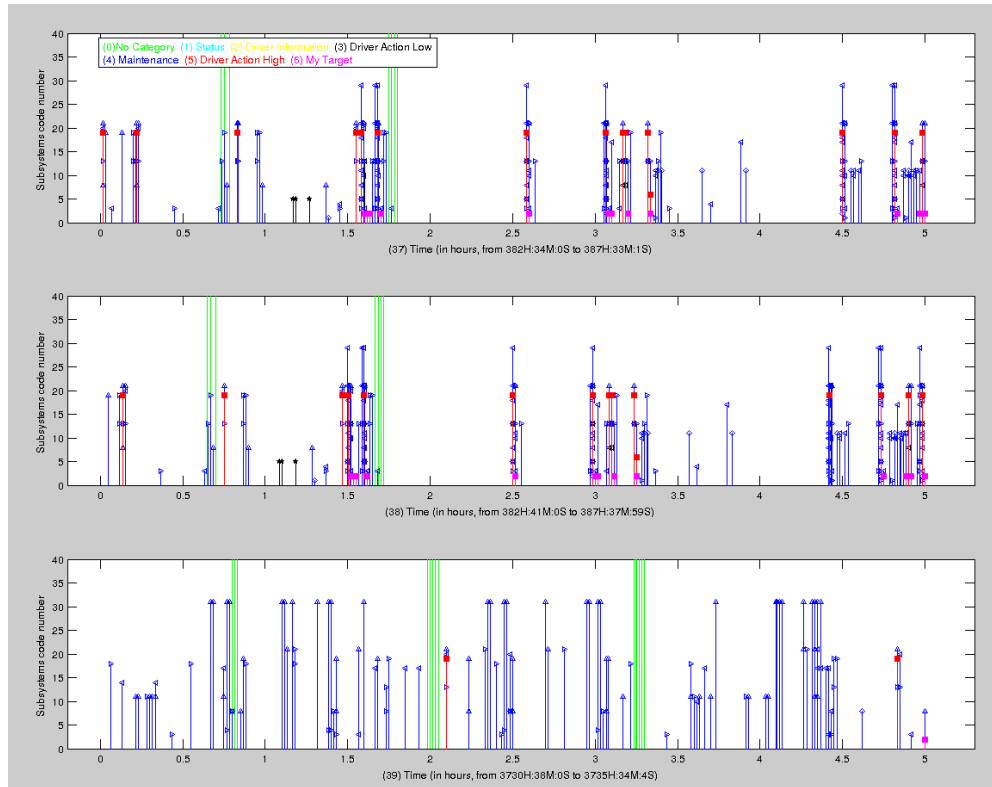 40
35
30
25
20
15
10
5
0
Subsystems code number
(0)No Category (1) Status (2) Driver Information (3) Driver Action Low
(4) Maintenance (5) Driver Action High (6) My Target
0 0.5 1 1.5 2 2.5 3 3.5 4 4.5 5
(37) Time (in hours, from 382H:34M:0S to 387H:33M:1S)
40
35
30
25
20
15
10
5
0
Subsystems code number
0 0.5 1 1.5 2 2.5 3 3.5 4 4.5 5
(38) Time (in hours, from 382H:41M:0S to 387H:37M:59S)
40
35
30
25
20
15
10
5
0
Subsystems code number
0 0.5 1 1.5 2 2.5 3 3.5 4 4.5 5
(39) Time (in hours, from 3730H:38M:0S to 3735H:34M:4S)